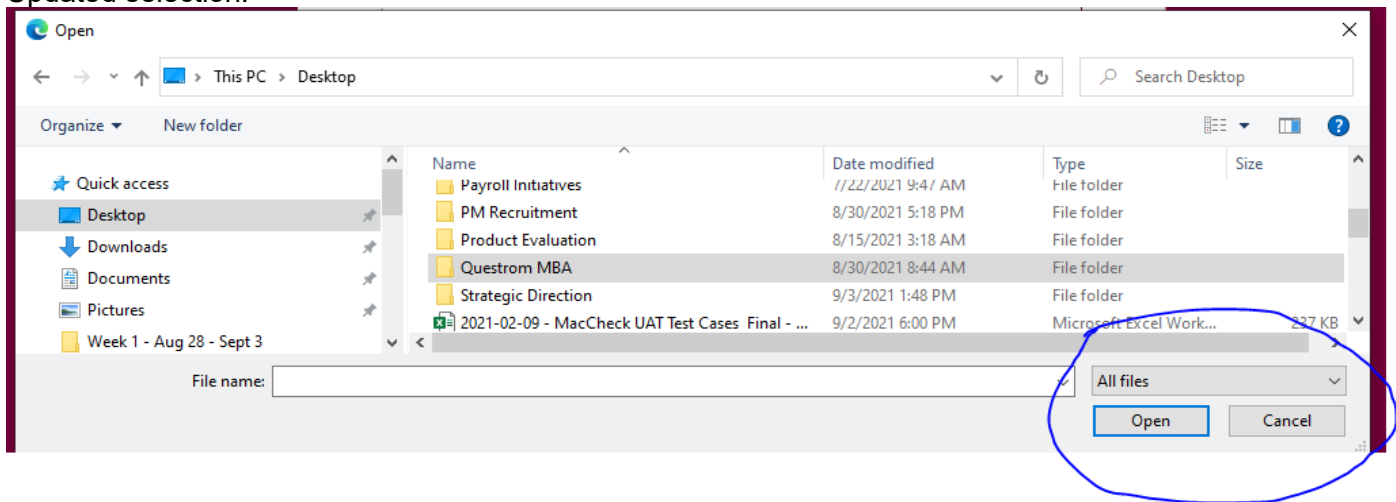 Updated selection:
Open
This PC > Desktop
Search Desktop
Organize
New folder
Name Date modified Type Size
Quick access
Desktop
Downloads
Documents
Pictures
Week 1 - Aug 28 - Sept 3
Payroll Initiatives 7/22/2021 9:47 AM File folder
PM Recruitment 8/30/2021 5:18 PM File folder
Product Evaluation 8/15/2021 3:18 AM File folder
Questrom MBA 8/30/2021 8:44 AM File folder
Strategic Direction 9/3/2021 1:48 PM File folder
2021-02-09 - MacCheck UAT Test Cases Final - ... 9/2/2021 6:00 PM Microsoft Excel Work... 237 KB
File name:
All files
Open Cancel